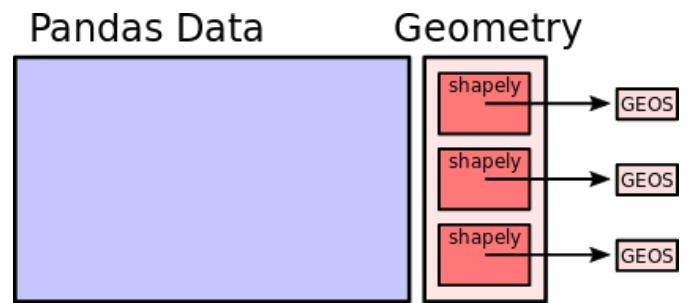 Pandas Data
Geometry
shapely
GEOS
shapely
GEOS
shapely
GEOS